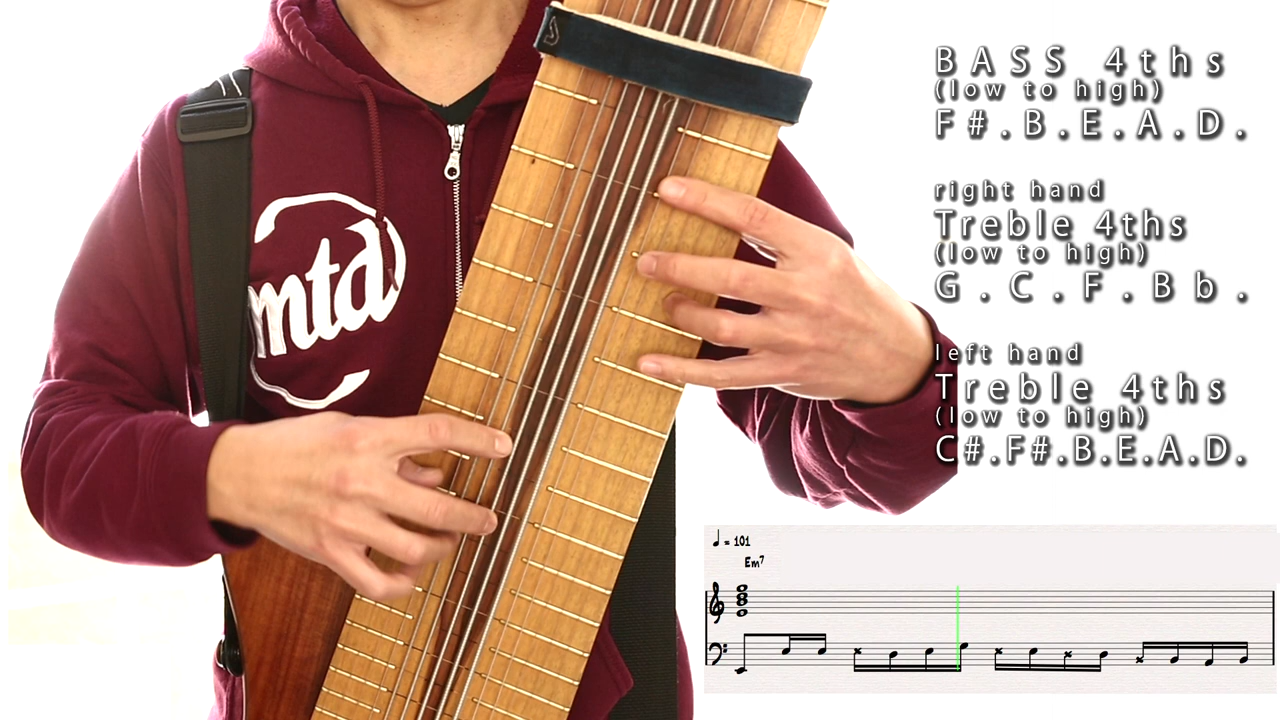 BASS 4ths
(low to high)
F#.B.E.A.D.
right hand
Treble 4ths
(low to high)
G.C.F.Bb.
left hand
Treble 4ths
(low to high)
C#.F#.B.E.A.D.
mtd
♩ = 101
Em7